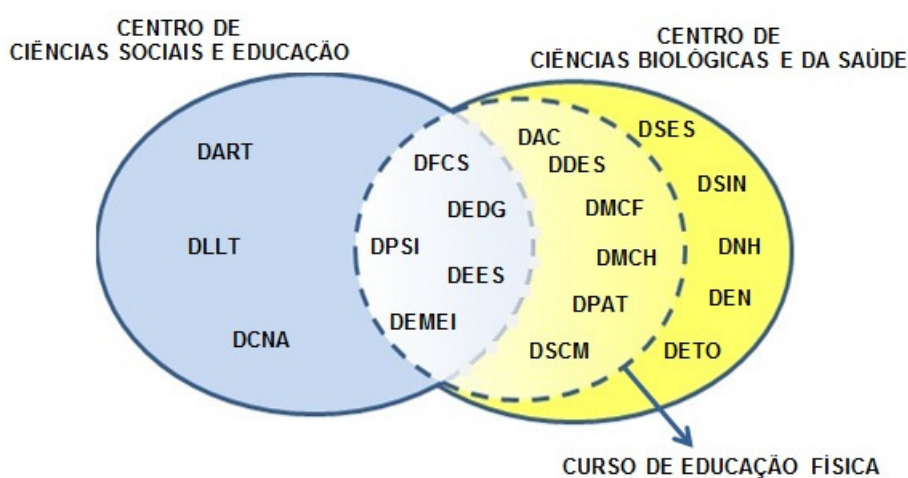 CENTRO DE
CIÊNCIAS SOCIAIS E EDUCAÇÃO
CENTRO DE
CIÊNCIAS BIOLÓGICAS E DA SAÚDE
DART
DLLT
DCNA
DFCS
DEDG
DPSI
DEES
DEMEI
DAC
DDES
DMCF
DMCH
DPAT
DSCM
DSES
DSIN
DNH
DEN
DETO
CURSO DE EDUCAÇÃO FÍSICA